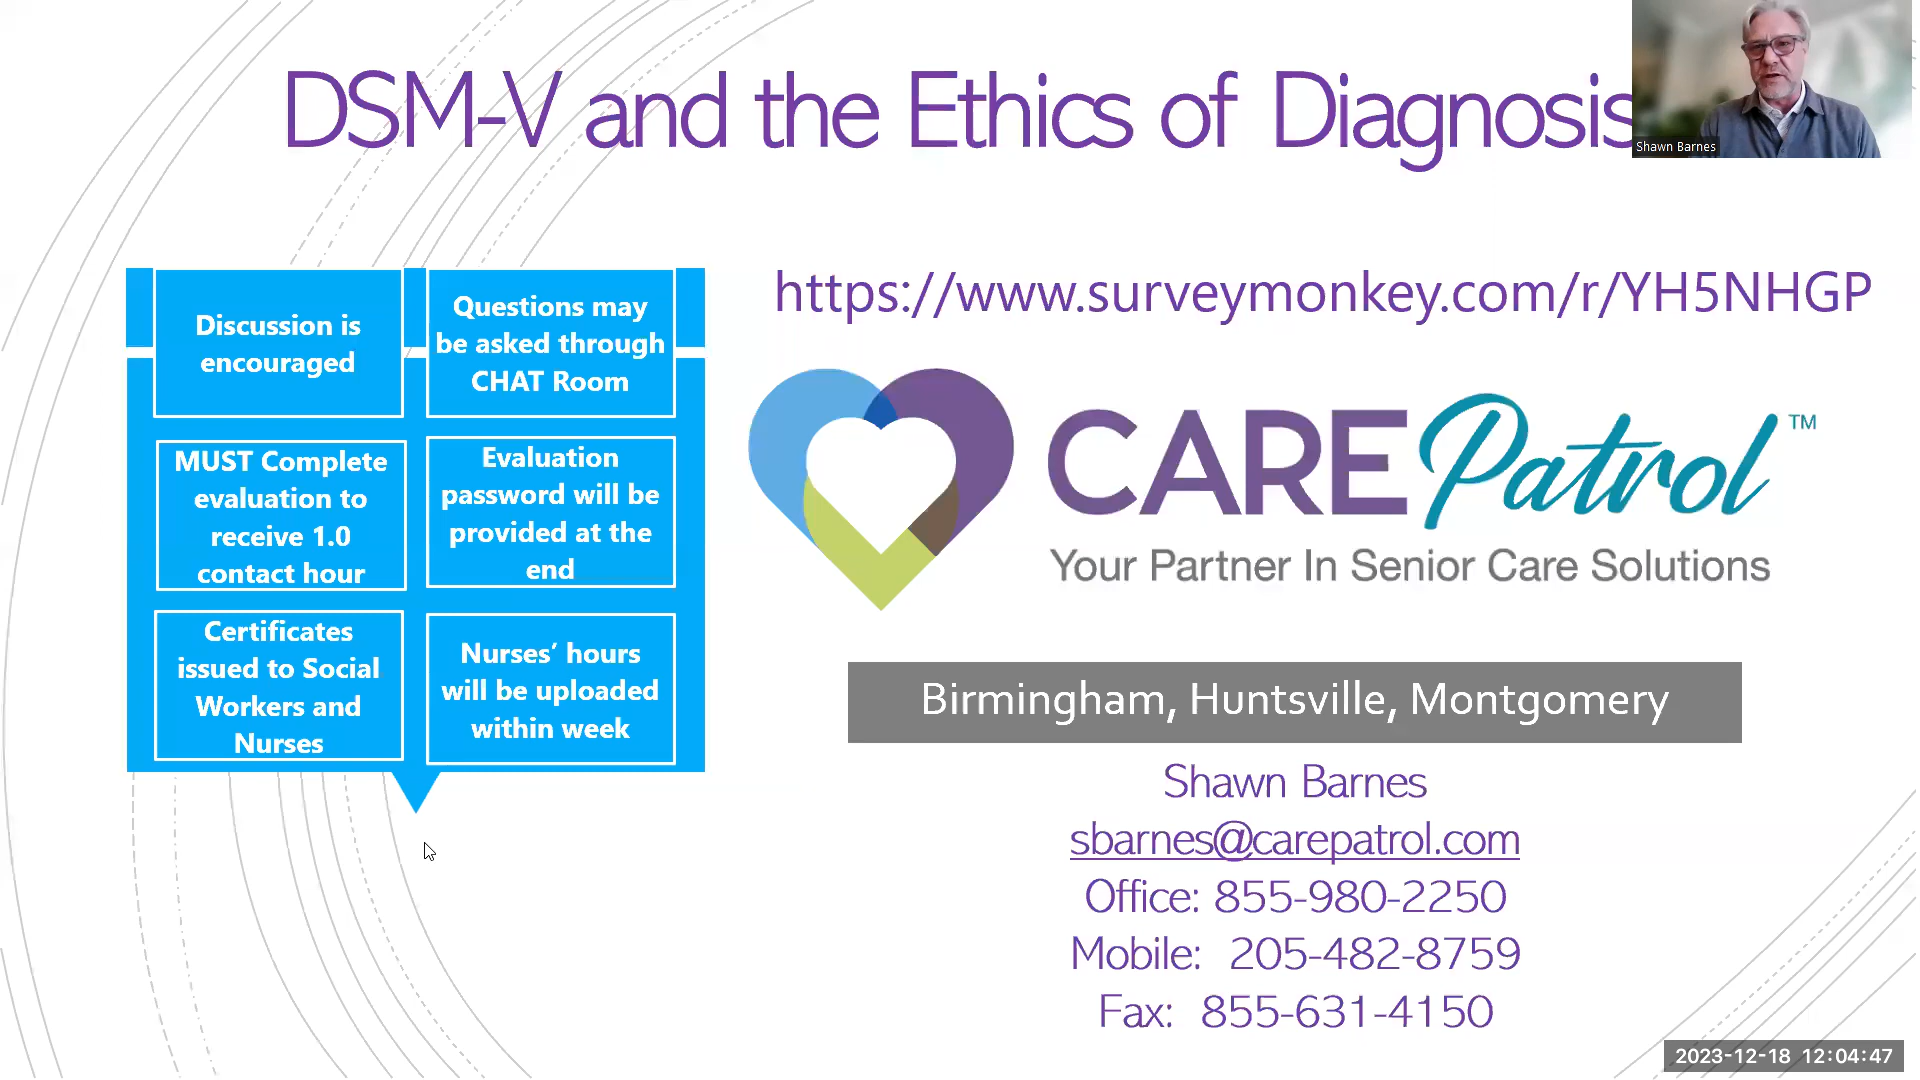 DSM-V and the Ethics of Diagnosis
Shawn Barnes
Discussion is
encouraged
Questions may
be asked through
CHAT Room
MUST Complete
evaluation to
receive 1.0
contact hour
Evaluation
password will be
provided at the
end
Certificates
issued to Social
Workers and
Nurses
Nurses’ hours
will be uploaded
within week
https://www.surveymonkey.com/r/YH5NHGP
CAREPatrol™
Your Partner In Senior Care Solutions
Birmingham, Huntsville, Montgomery
Shawn Barnes
sbarnes@carepatrol.com
Office: 855-980-2250
Mobile: 205-482-8759
Fax: 855-631-4150
2023-12-18 12:04:47